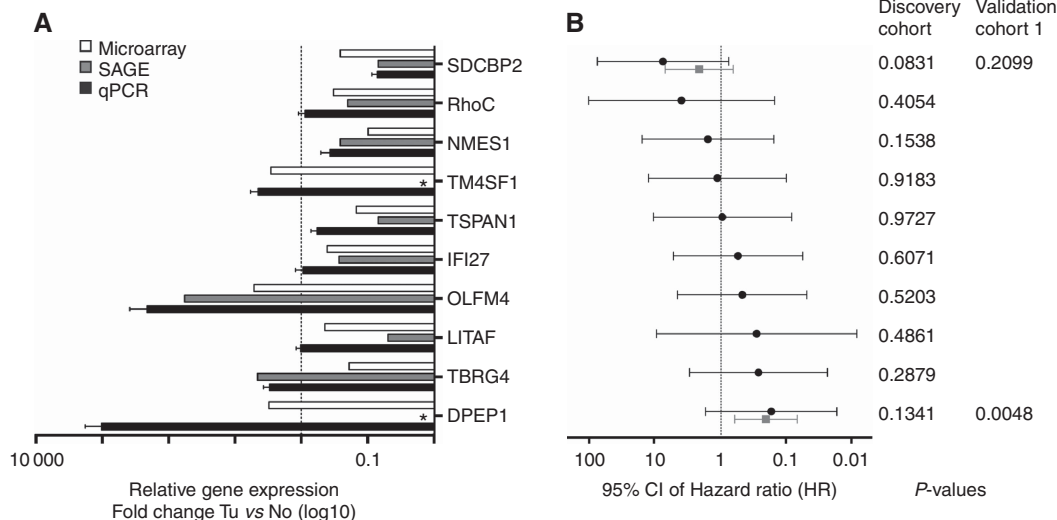 A
Microarray
SAGE
qPCR
SDCBP2
RhoC
NMES1
*
TM4SF1
TSPAN1
IFI27
OLFM4
LITAF
TBRG4
*
DPEP1
10 000
0.1
Relative gene expression
Fold change Tu vs No (log10)
B
Discovery cohort
Validation cohort 1
0.0831 0.2099
0.4054
0.1538
0.9183
0.9727
0.6071
0.5203
0.4861
0.2879
0.1341 0.0048
100 10 1 0.1 0.01
95% CI of Hazard ratio (HR)
P-values